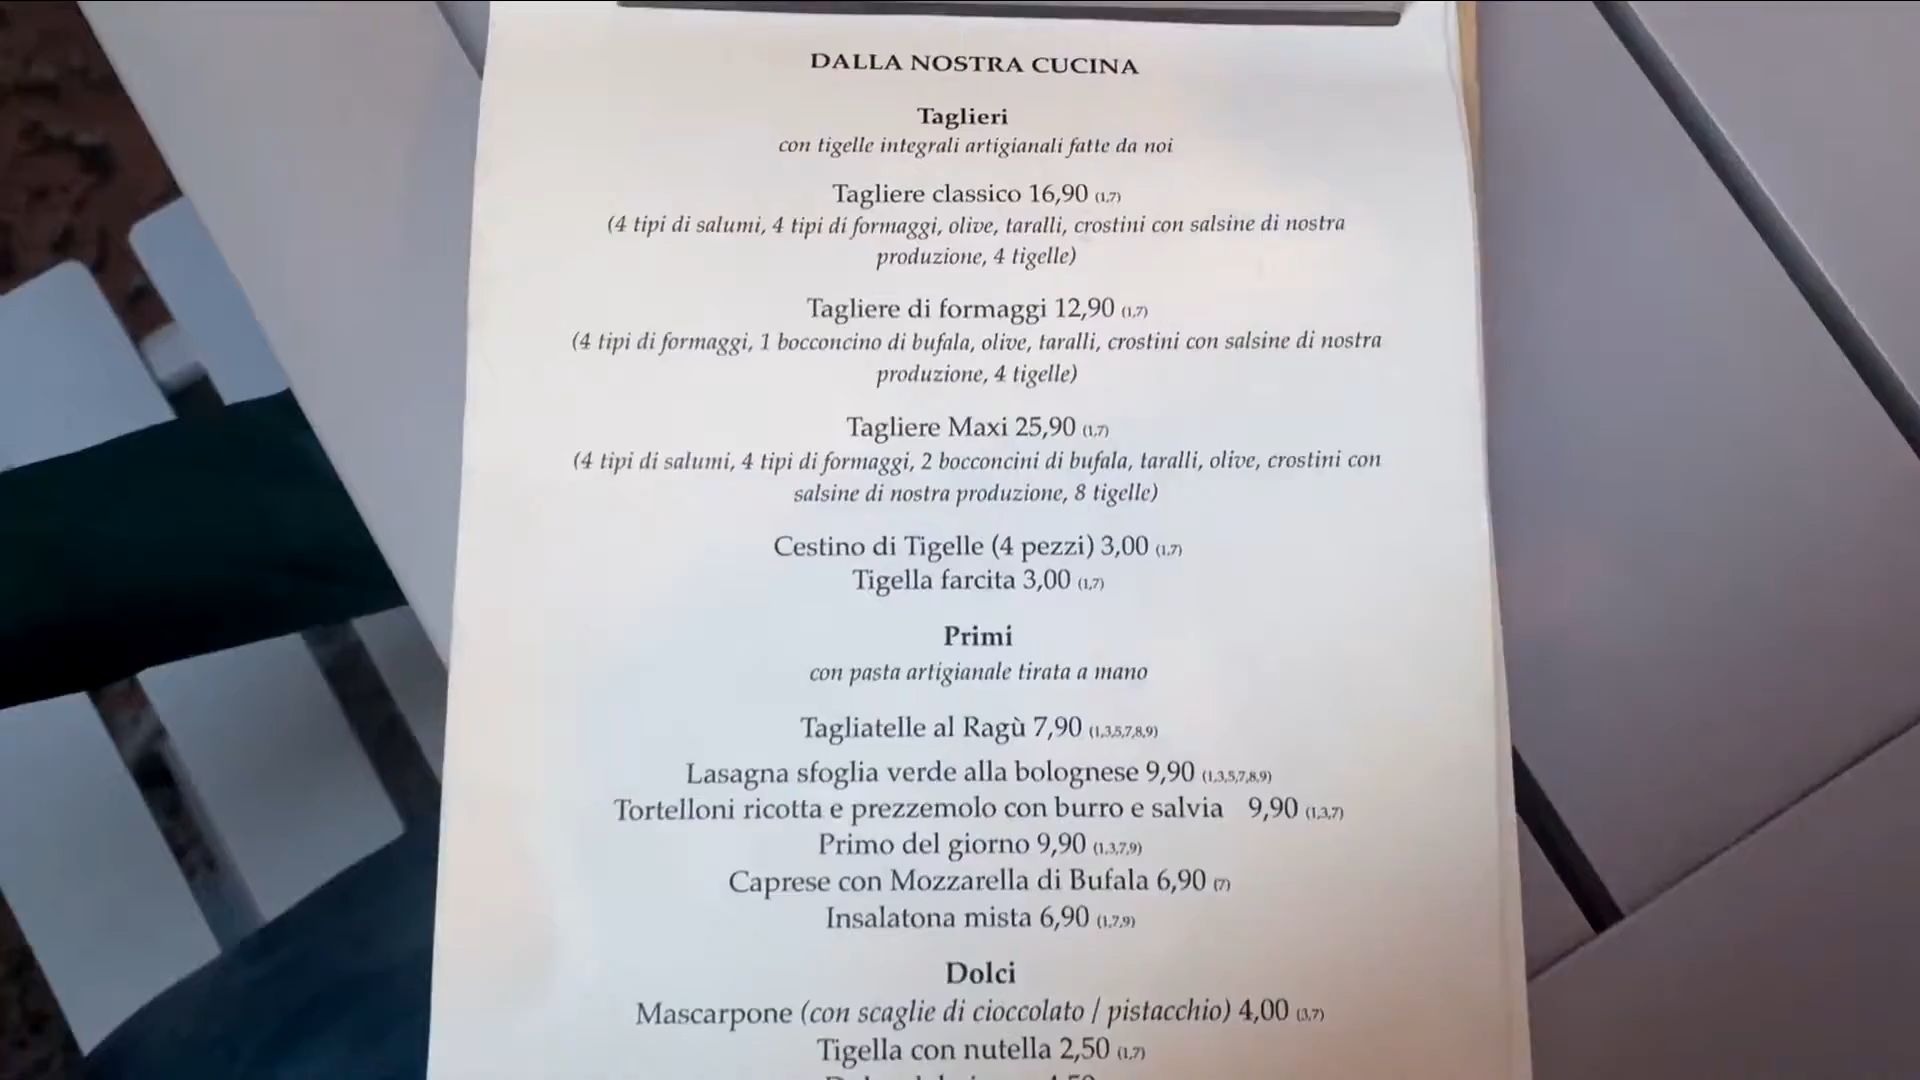 DALLA NOSTRA CUCINA
Taglieri
con tigelle integrali artigianali fatte da noi
Tagliere classico 16,90 (1,7)
(4 tipi di salumi, 4 tipi di formaggi, olive, taralli, crostini con salsine di nostra
produzione, 4 tigelle)
Tagliere di formaggi 12,90 (1,7)
(4 tipi di formaggi, 1 bocconcino di bufala, olive, taralli, crostini con salsine di nostra
produzione, 4 tigelle)
Tagliere Maxi 25,90 (1,7)
(4 tipi di salumi, 4 tipi di formaggi, 2 bocconcini di bufala, taralli, olive, crostini con
salsine di nostra produzione, 8 tigelle)
Cestino di Tigelle (4 pezzi) 3,00 (1,7)
Tigella farcita 3,00 (1,7)
Primi
con pasta artigianale tirata a mano
Tagliatelle al Ragù 7,90 (1,3,5,7,8,9)
Lasagna sfoglia verde alla bolognese 9,90 (1,3,5,7,8,9)
Tortelloni ricotta e prezzemolo con burro e salvia 9,90 (1,3,7)
Primo del giorno 9,90 (1,3,7,9)
Caprese con Mozzarella di Bufala 6,90 (7)
Insalatona mista 6,90 (1,7,9)
Dolci
Mascarpone (con scaglie di cioccolato / pistacchio) 4,00 (3,7)
Tigella con nutella 2,50 (1,7)